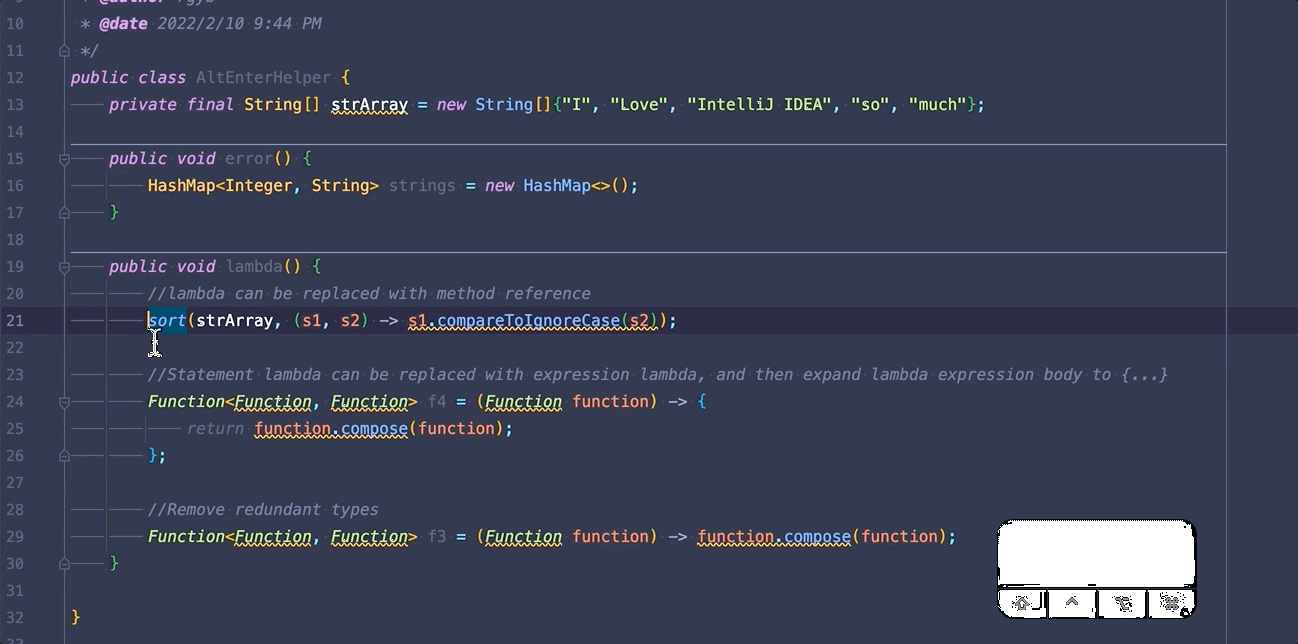 10 * @date 2022/2/10 9:44 PM
11 */
12 public class AltEnterHelper {
13 private final String[] strArray = new String[]{"I", "Love", "IntelliJ IDEA", "so", "much"};
14
15 public void error() {
16 HashMap<Integer, String> strings = new HashMap<>();
17 }
18
19 public void lambda() {
20 //lambda can be replaced with method reference
21 sort(strArray, (s1, s2) -> s1.compareToIgnoreCase(s2));
22
23 //Statement lambda can be replaced with expression lambda, and then expand lambda expression body to {...}
24 Function<Function, Function> f4 = (Function function) -> {
25 return function.compose(function);
26 };
27
28 //Remove redundant types
29 Function<Function, Function> f3 = (Function function) -> function.compose(function);
30 }
31
32 }